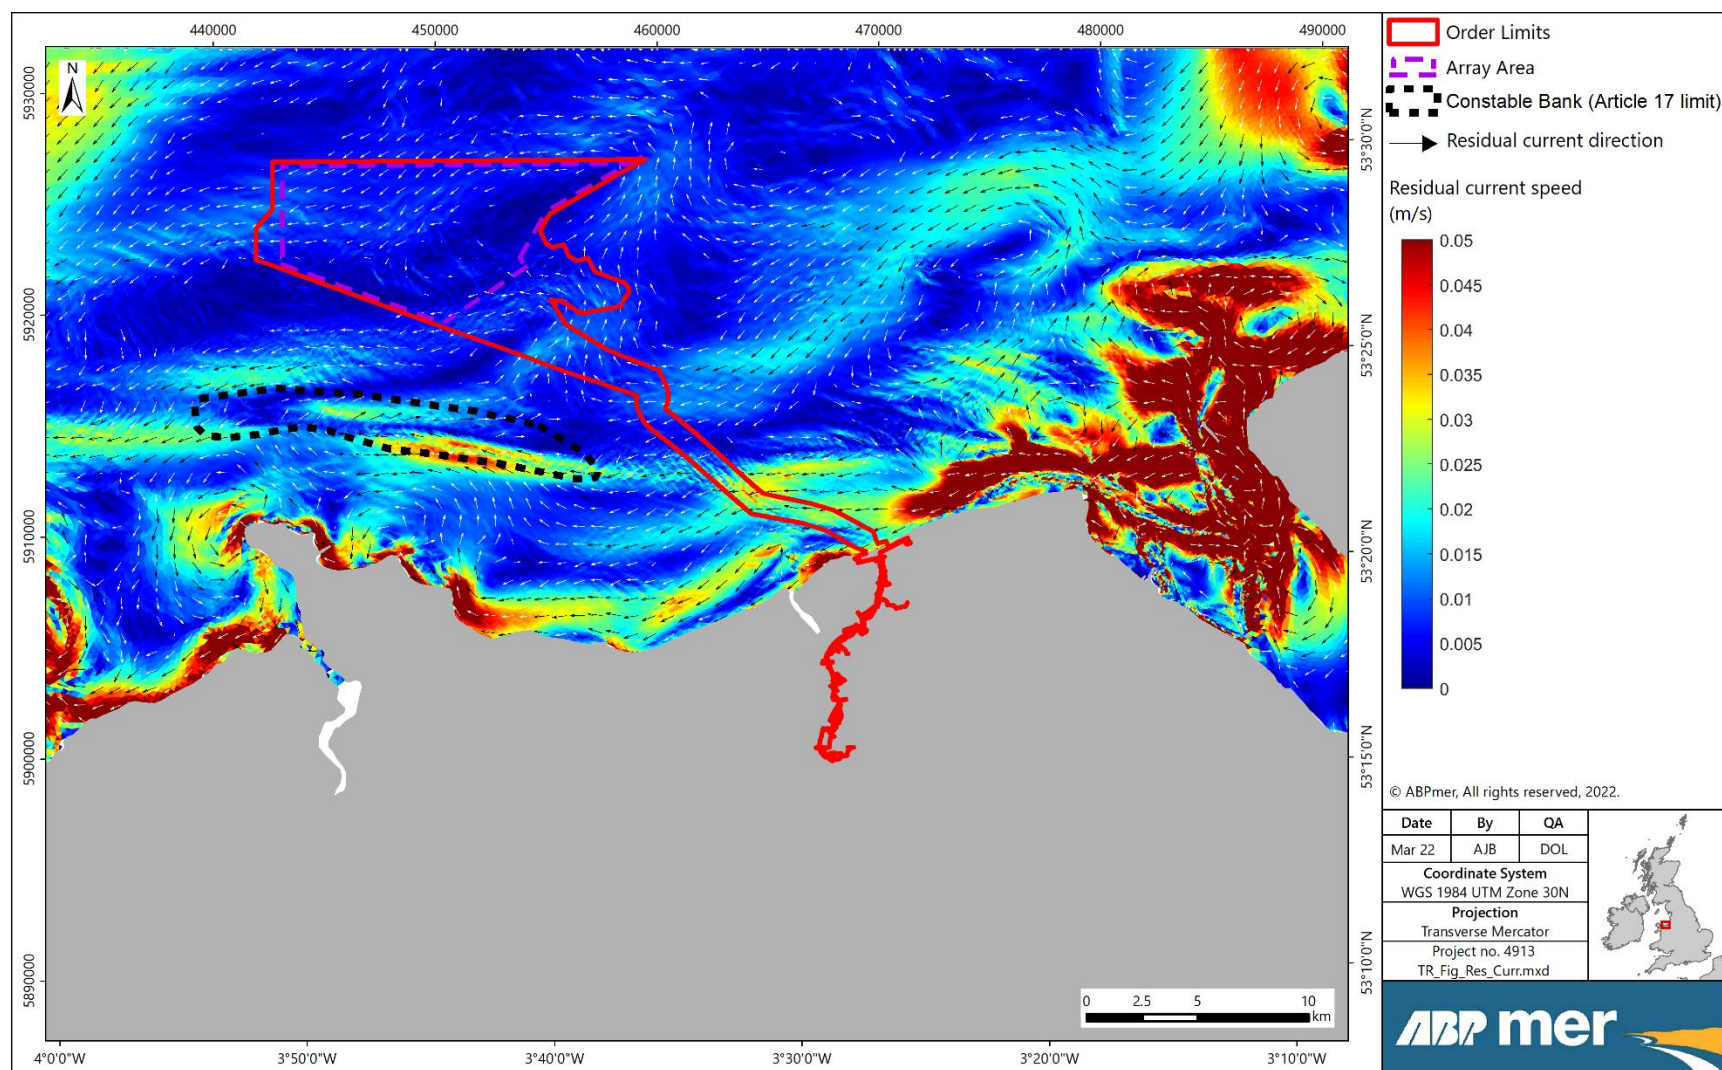 440000 450000 460000 470000 480000 490000
N
5930000
5920000
5910000
5900000
5890000
53°30'0"N
53°25'0"N
53°20'0"N
53°15'0"N
53°10'0"N
0 2.5 5 10
km
4°0'0"W 3°50'0"W 3°40'0"W 3°30'0"W 3°20'0"W 3°10'0"W
Order Limits
Array Area
Constable Bank (Article 17 limit)
Residual current direction
Residual current speed
(m/s)
0.05
0.045
0.04
0.035
0.03
0.025
0.02
0.015
0.01
0.005
0
© ABPmer, All rights reserved, 2022.
Date By QA
Mar 22 AJB DOL
Coordinate System
WGS 1984 UTM Zone 30N
Projection
Transverse Mercator
Project no. 4913
TR_Fig_Res_Curr.mxd
ABPmer